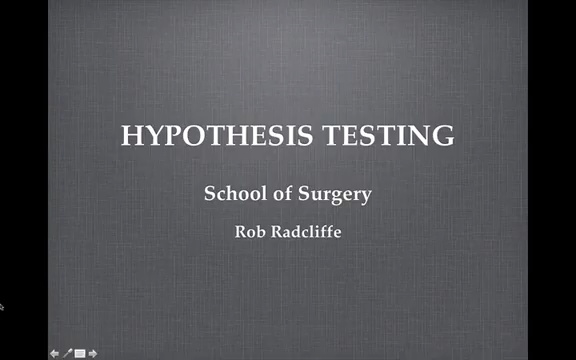 HYPOTHESIS TESTING
School of Surgery
Rob Radcliffe